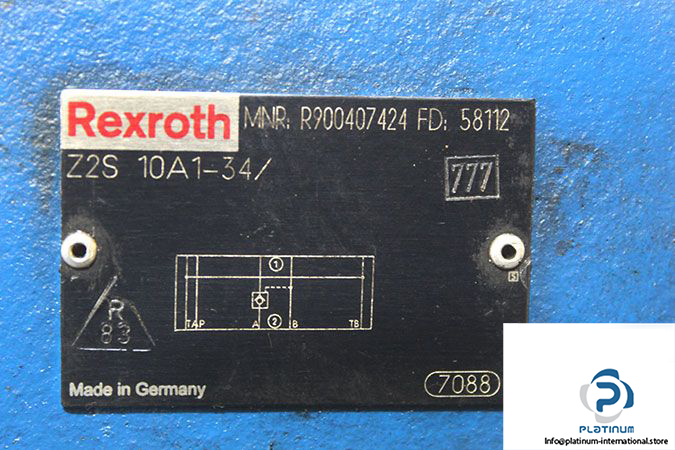 Rexroth MNR: R900407424 FD: 58112
Z2S 10A1-34/
777
1
TAP A 2 B TB
R
83
S
Made in Germany
7088
PLATINUM
Info@platinum-international.store